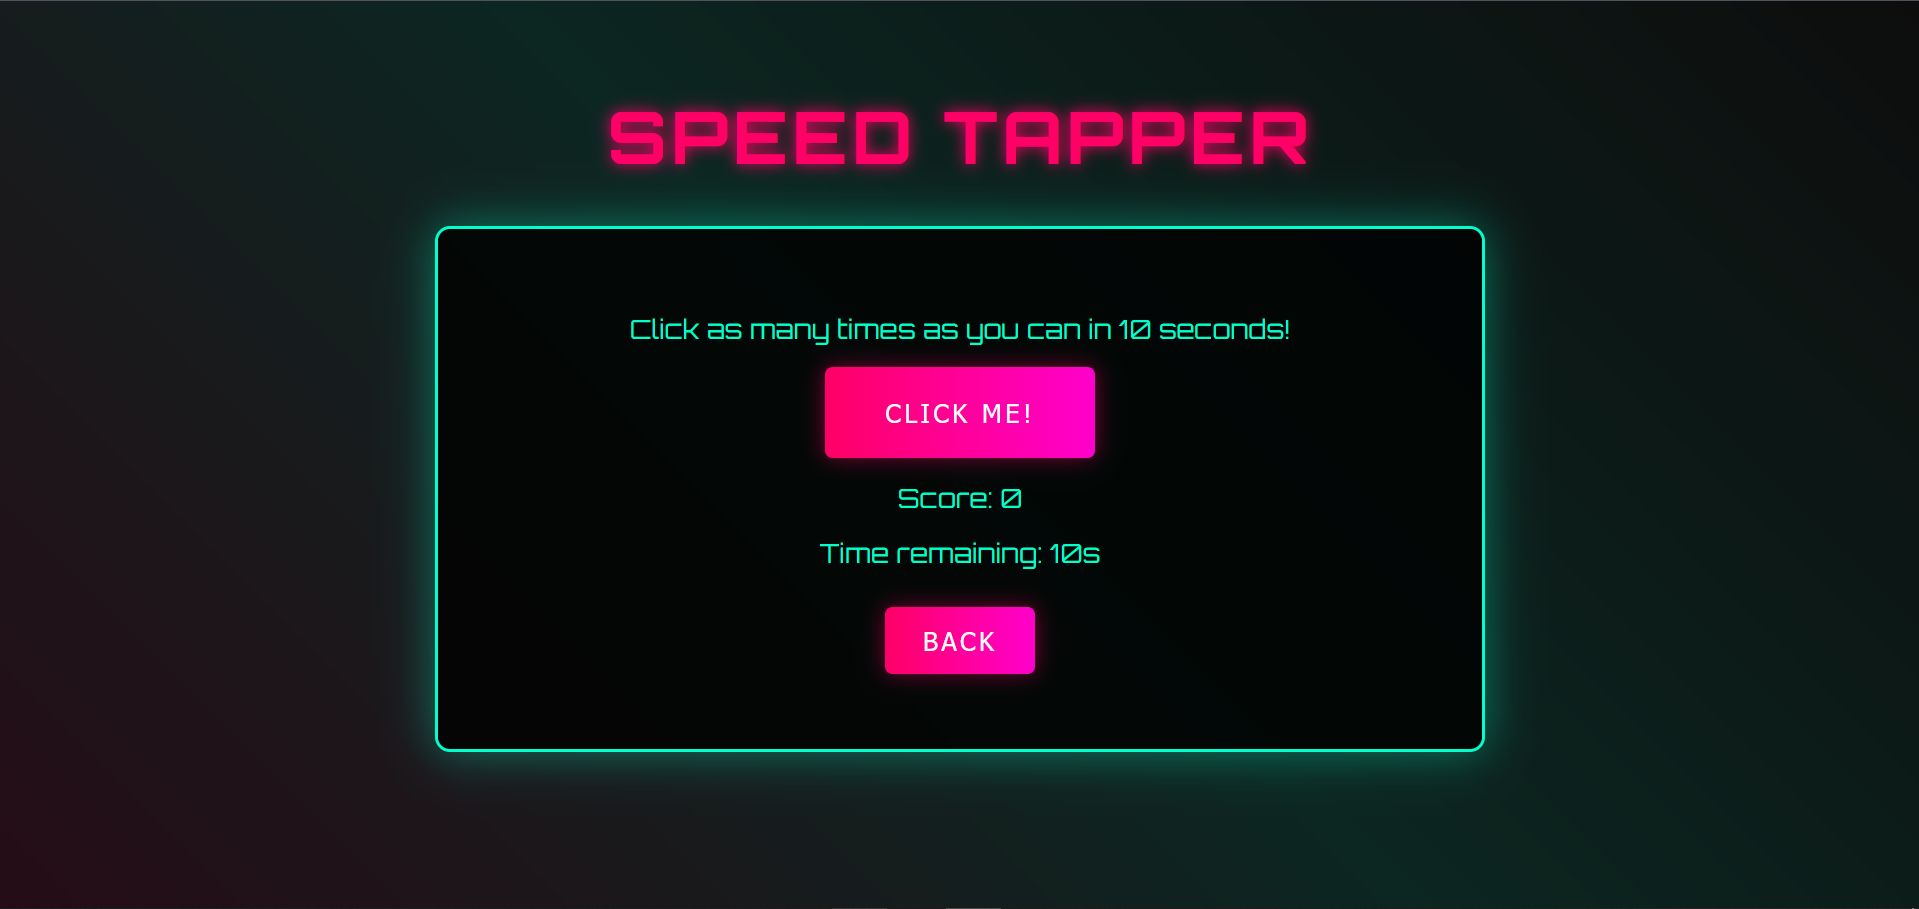 SPEED TAPPER
Click as many times as you can in 10 seconds!
CLICK ME!
Score: 0
Time remaining: 10s
BACK